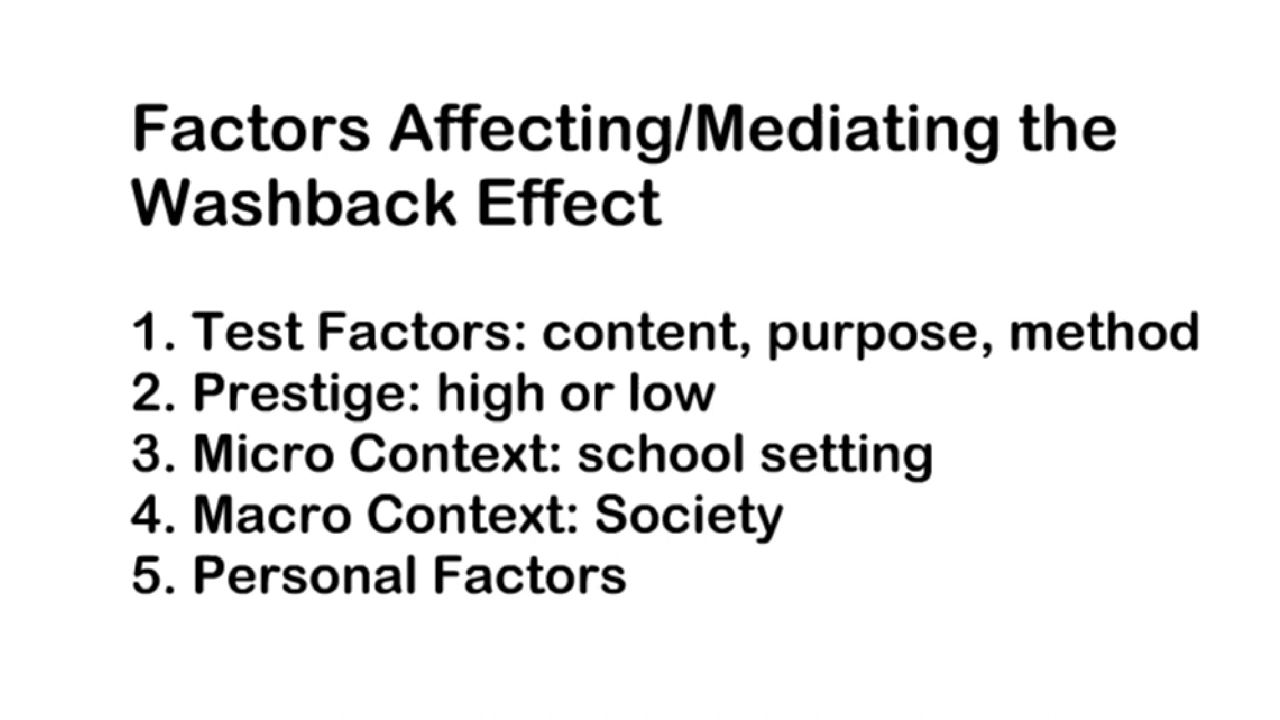 Factors Affecting/Mediating the
Washback Effect
1. Test Factors: content, purpose, method
2. Prestige: high or low
3. Micro Context: school setting
4. Macro Context: Society
5. Personal Factors